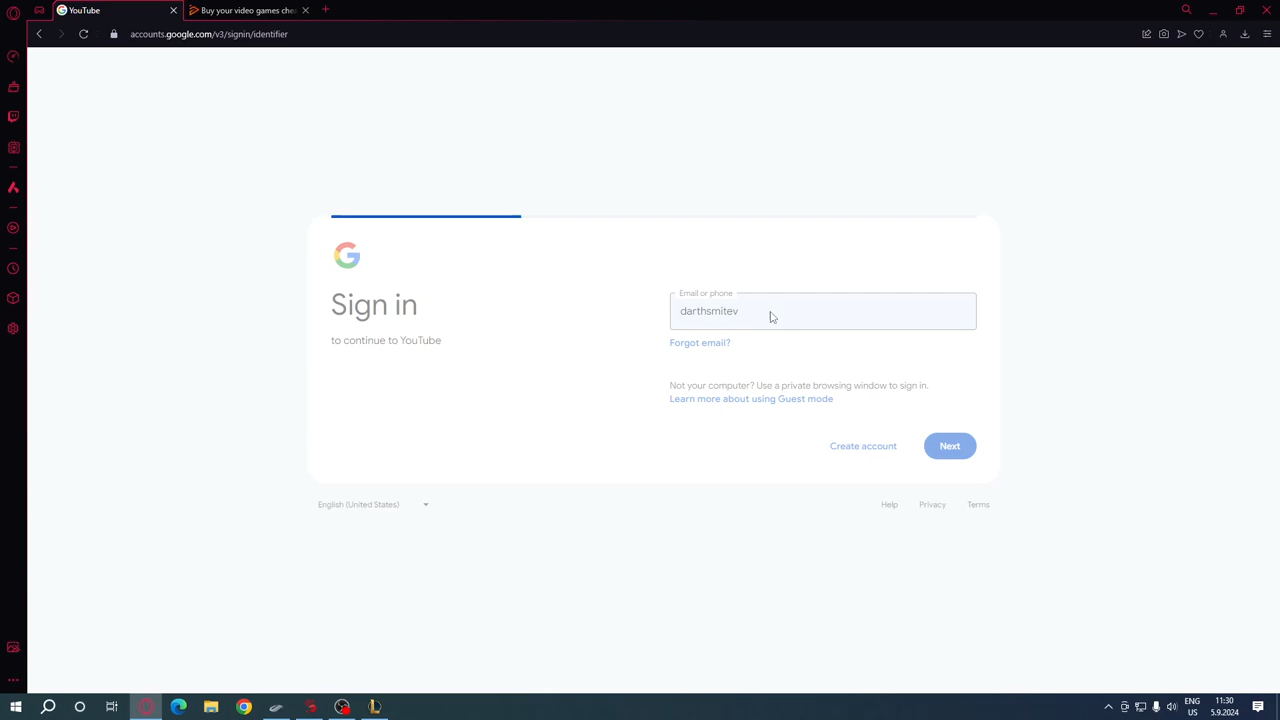 YouTube
Buy your video games chea
accounts.google.com/v3/signin/identifier
Sign in
to continue to YouTube
Email or phone
darthsmitev
Forgot email?
Not your computer? Use a private browsing window to sign in.
Learn more about using Guest mode
Create account
Next
English (United States)
Help
Privacy
Terms
ENG
US
11:30
5.9.2024